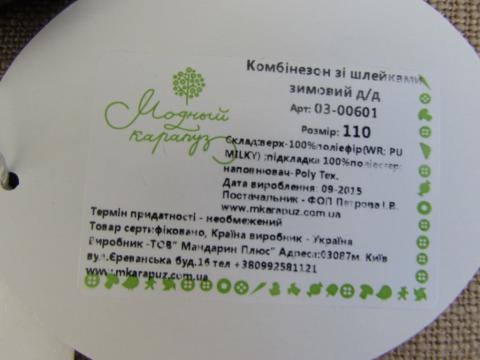 Модный
карапуз
Комбінезон зі шлейками
зимовий д/д
Арт: 03-00601
Розмір: 110
Склад:верх-100%поліефір(WR; PU
MILKY) :підкладка 100%поліестер
наповнювач-Poly Tex.
Дата вироблення: 09-2015
Постачальник - ФОП Петрова І.В.
www.mkarapuz.com.ua
Термін придатності - необмежений
Товар сертифіковано, Країна виробник - Україна
Виробник -ТОВ" Мандарин Плюс" Адреса:03087м. Київ
вул.Єреванська буд.16 тел +380992581121
www.mkarapuz.com.ua